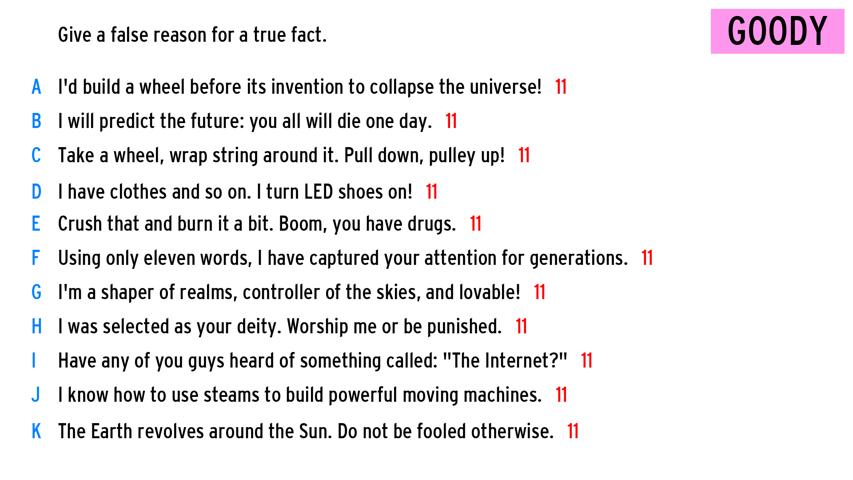 Give a false reason for a true fact.
GOODY
A I'd build a wheel before its invention to collapse the universe! 11
B I will predict the future: you all will die one day. 11
C Take a wheel, wrap string around it. Pull down, pulley up! 11
D I have clothes and so on. I turn LED shoes on! 11
E Crush that and burn it a bit. Boom, you have drugs. 11
F Using only eleven words, I have captured your attention for generations. 11
G I'm a shaper of realms, controller of the skies, and lovable! 11
H I was selected as your deity. Worship me or be punished. 11
I Have any of you guys heard of something called: "The Internet?" 11
J I know how to use steams to build powerful moving machines. 11
K The Earth revolves around the Sun. Do not be fooled otherwise. 11